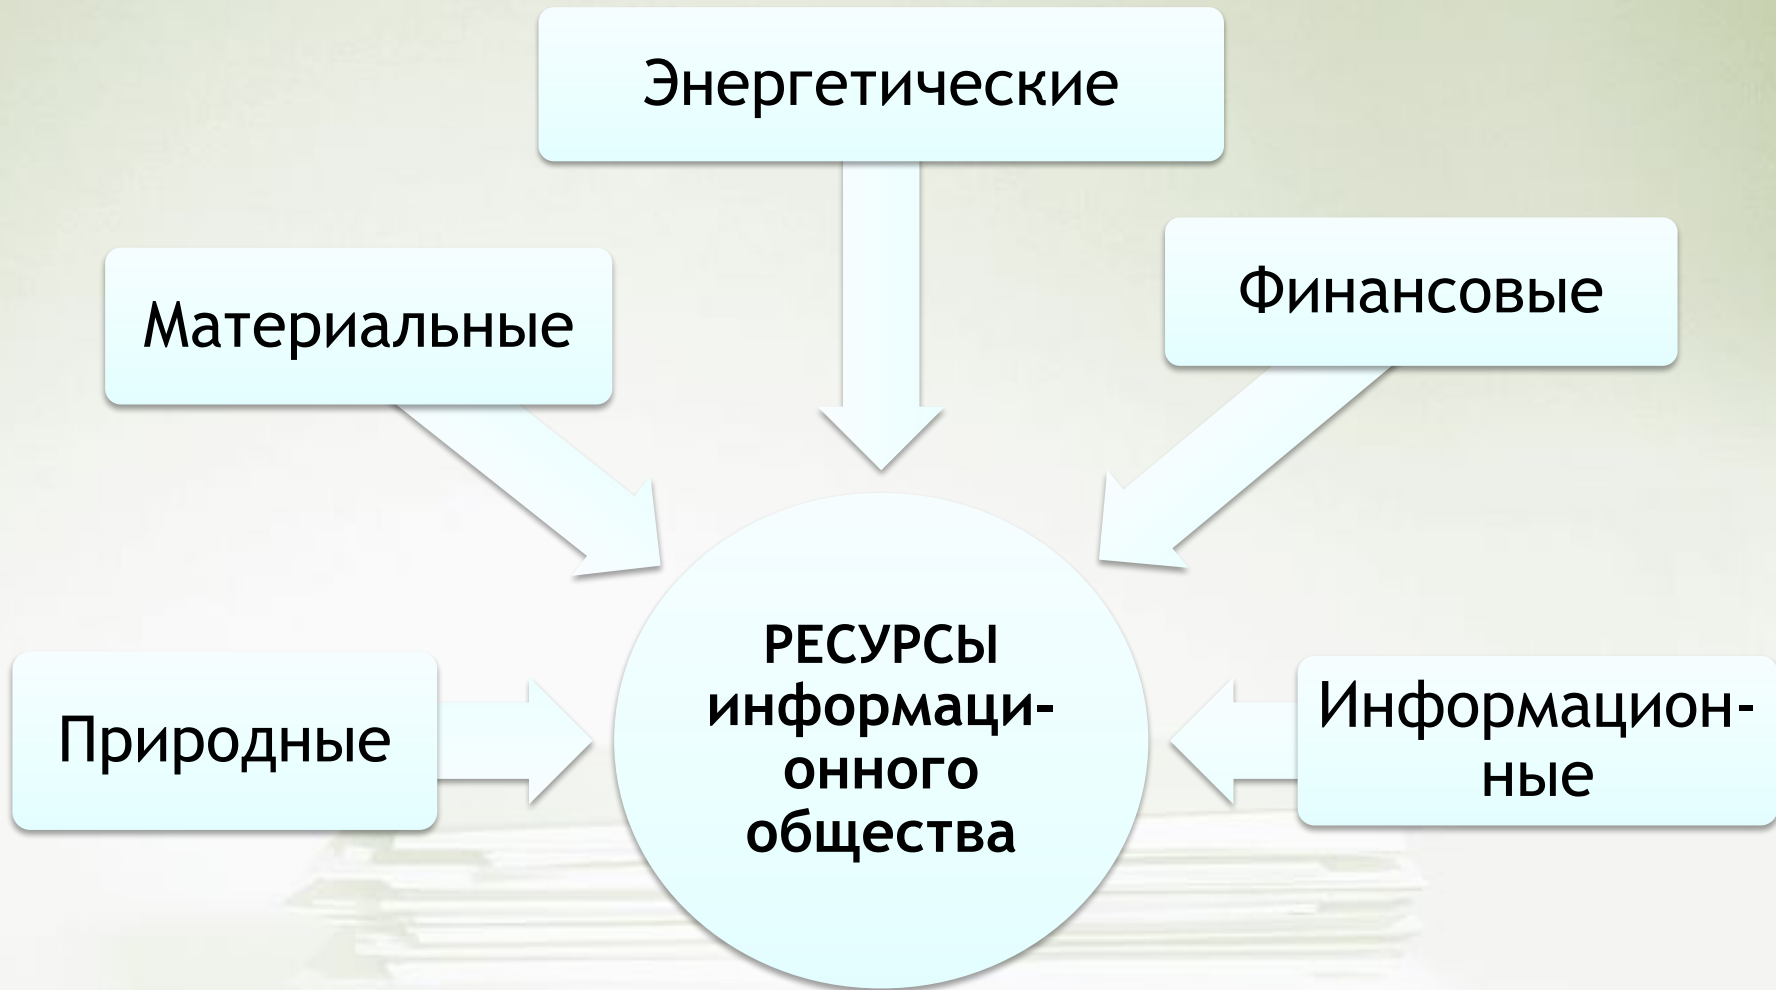 Энергетические
Материальные
Финансовые
Природные
РЕСУРСЫ
информаци-
онного
общества
Информацион-
ные